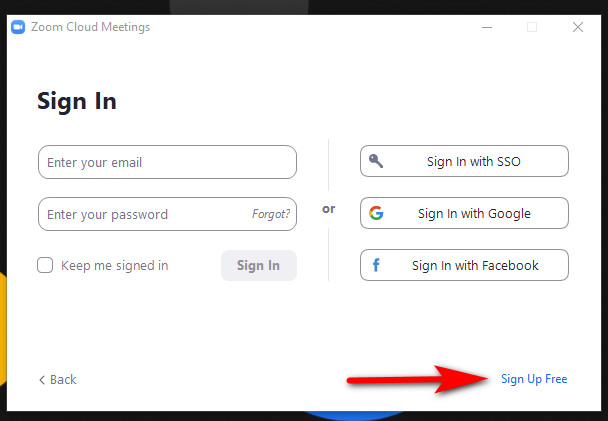 Zoom Cloud Meetings
Sign In
Enter your email
Enter your password
Forgot?
Keep me signed in
Sign In
or
Sign In with SSO
Sign In with Google
Sign In with Facebook
Back
Sign Up Free